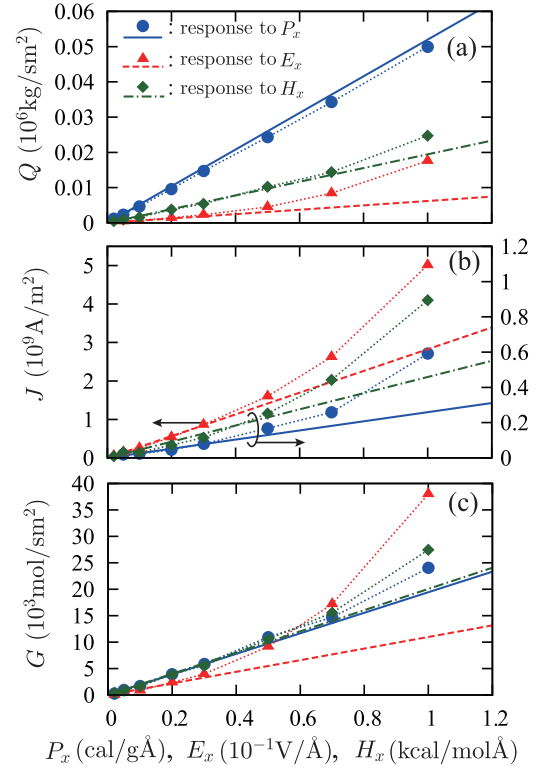 0.06
0.05
0.04
0.03
0.02
0.01
0
Q (10⁶kg/sm²)
: response to Pₓ
: response to Eₓ
: response to Hₓ
(a)
5
4
3
2
1
0
J (10⁹A/m²)
(b)
1.2
1
0.8
0.6
0.4
0.2
0
40
35
30
25
20
15
10
5
0
G (10³mol/sm²)
(c)
0 0.2 0.4 0.6 0.8 1 1.2
Pₓ (cal/gÅ), Eₓ (10⁻¹V/Å), Hₓ (kcal/molÅ)